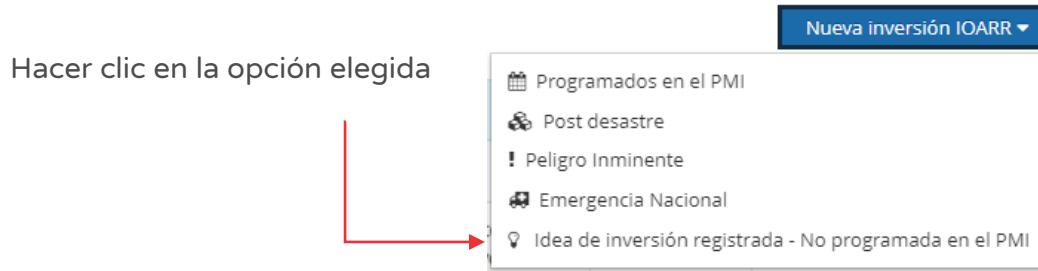 Nueva inversión IOARR
Hacer clic en la opción elegida
Programados en el PMI
Post desastre
Peligro Inminente
Emergencia Nacional
Idea de inversión registrada - No programada en el PMI